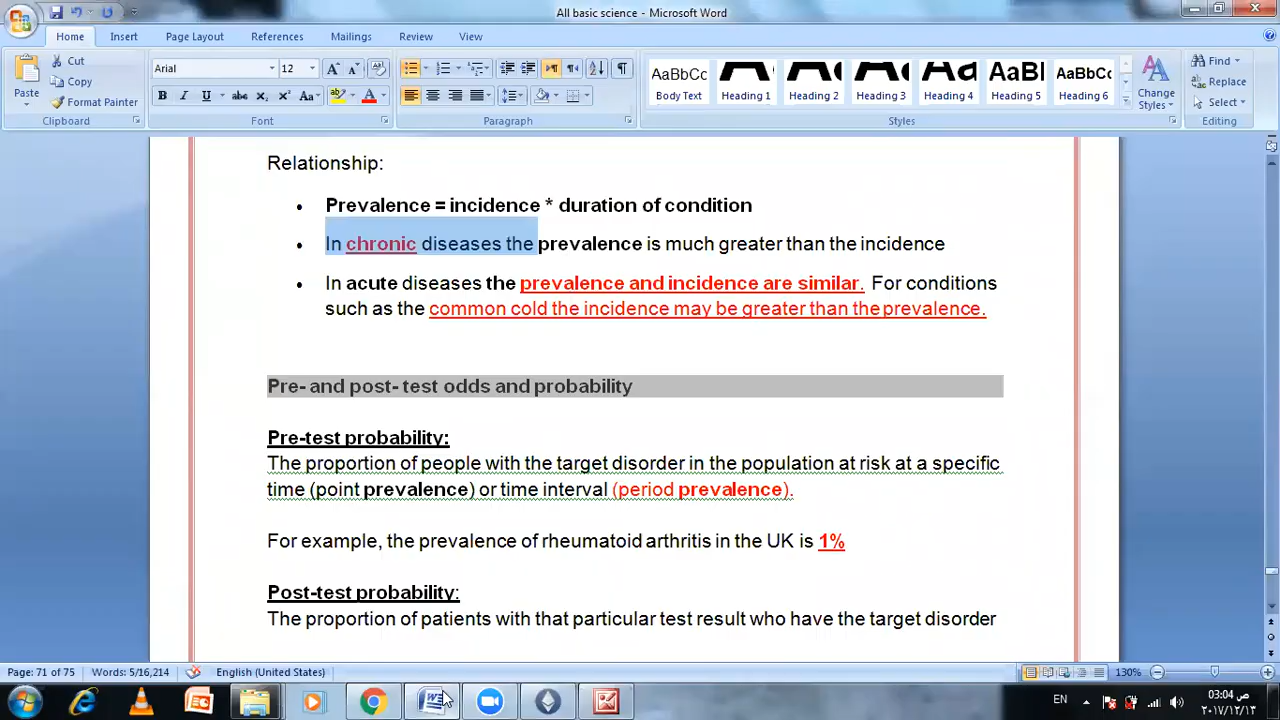 All basic science - Microsoft Word
Home Insert Page Layout References Mailings Review View
Cut
Copy
Format Painter
Paste
Clipboard
Arial 12
Font
Paragraph
AaBbCc Body Text
Heading 1
Heading 2
Heading 3
Heading 4
AaBl Heading 5
AaBbCc Heading 6
Change Styles
Styles
Find
Replace
Select
Editing
Relationship:
• Prevalence = incidence * duration of condition
• In chronic diseases the prevalence is much greater than the incidence
• In acute diseases the prevalence and incidence are similar. For conditions
such as the common cold the incidence may be greater than the prevalence.
Pre- and post- test odds and probability
Pre-test probability:
The proportion of people with the target disorder in the population at risk at a specific
time (point prevalence) or time interval (period prevalence).
For example, the prevalence of rheumatoid arthritis in the UK is 1%
Post-test probability:
The proportion of patients with that particular test result who have the target disorder
Page: 71 of 75 Words: 5/16,214 English (United States) 130%
EN 03:04 ص
٢٠١٧/١٢/١٣